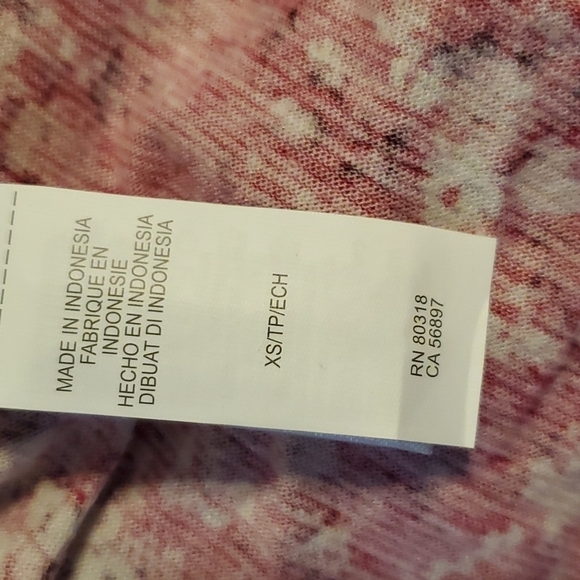 MADE IN INDONESIA
FABRIQUE EN
INDONESIE
HECHO EN INDONESIA
DIBUAT DI INDONESIA
XS/TP/ECH
RN 80318
CA 56897